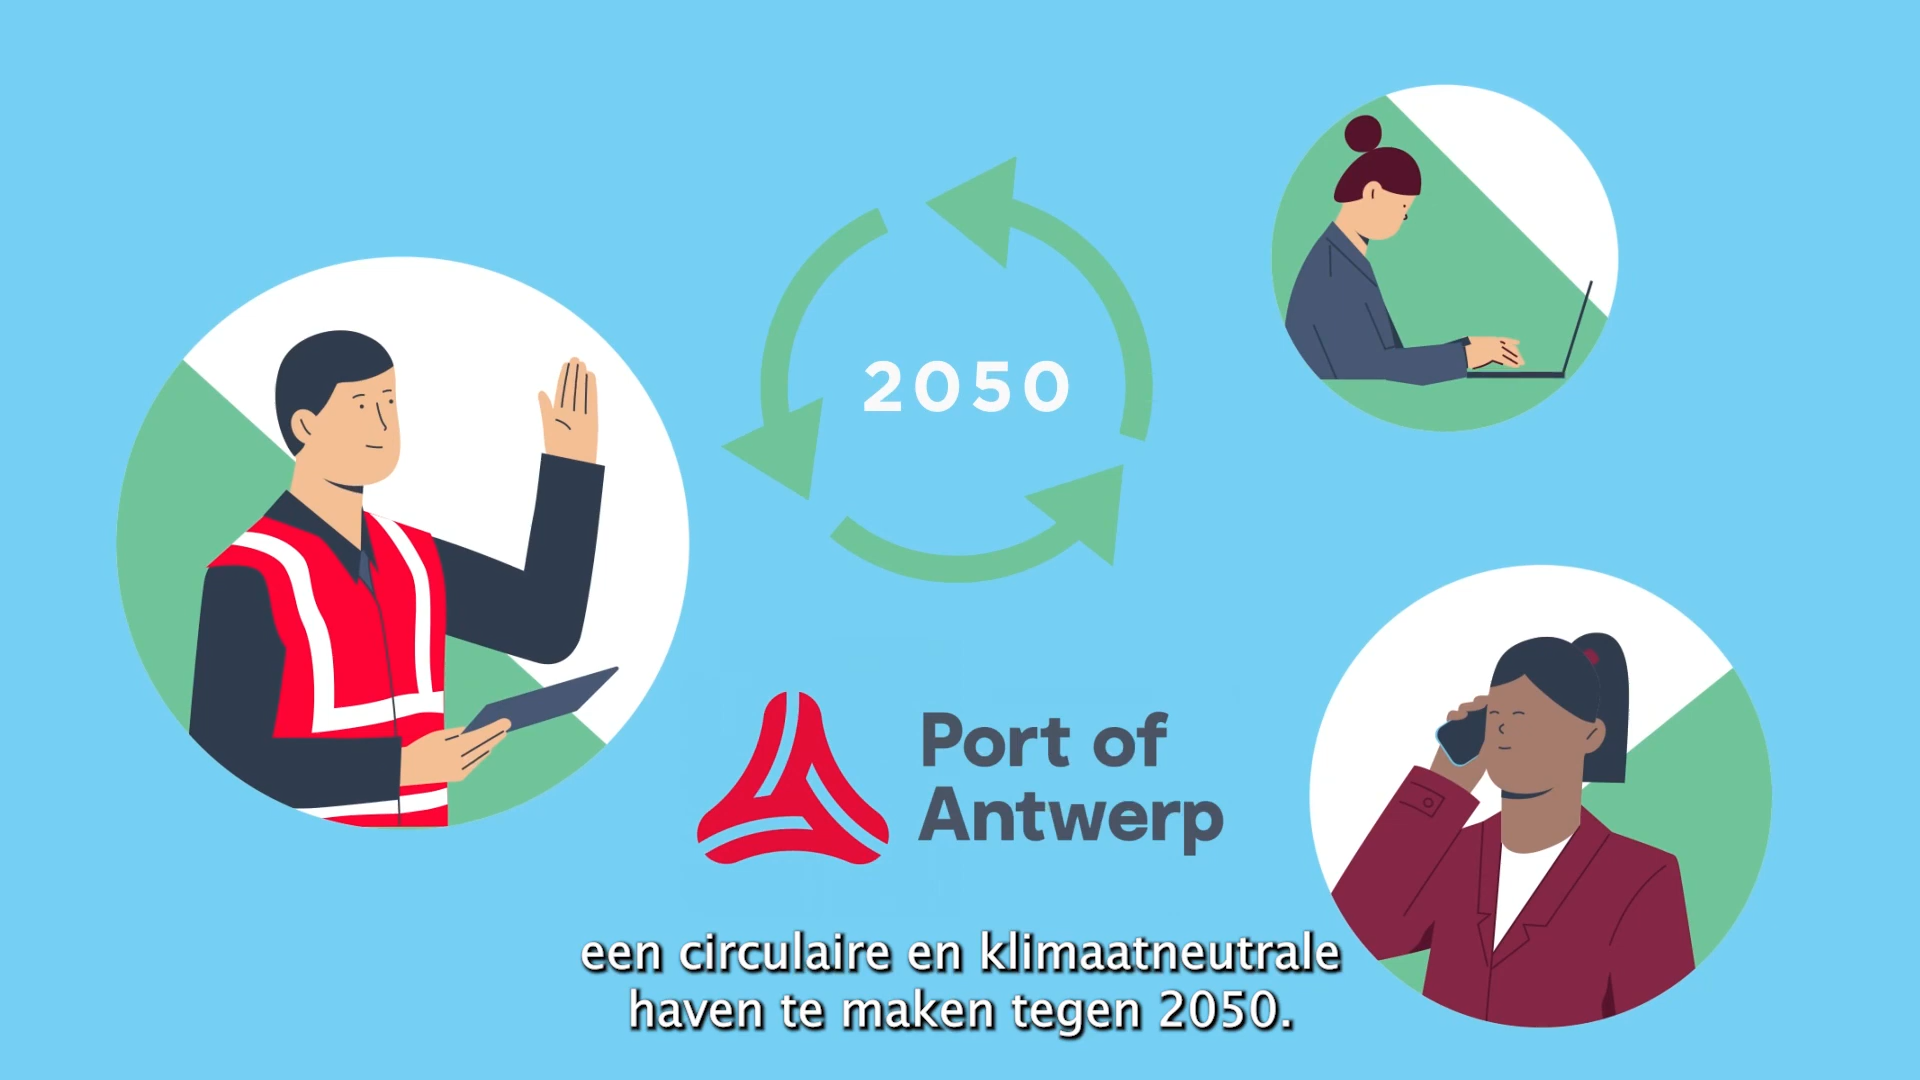 2050
Port of
Antwerp
een circulaire en klimaatneutrale
haven te maken tegen 2050.